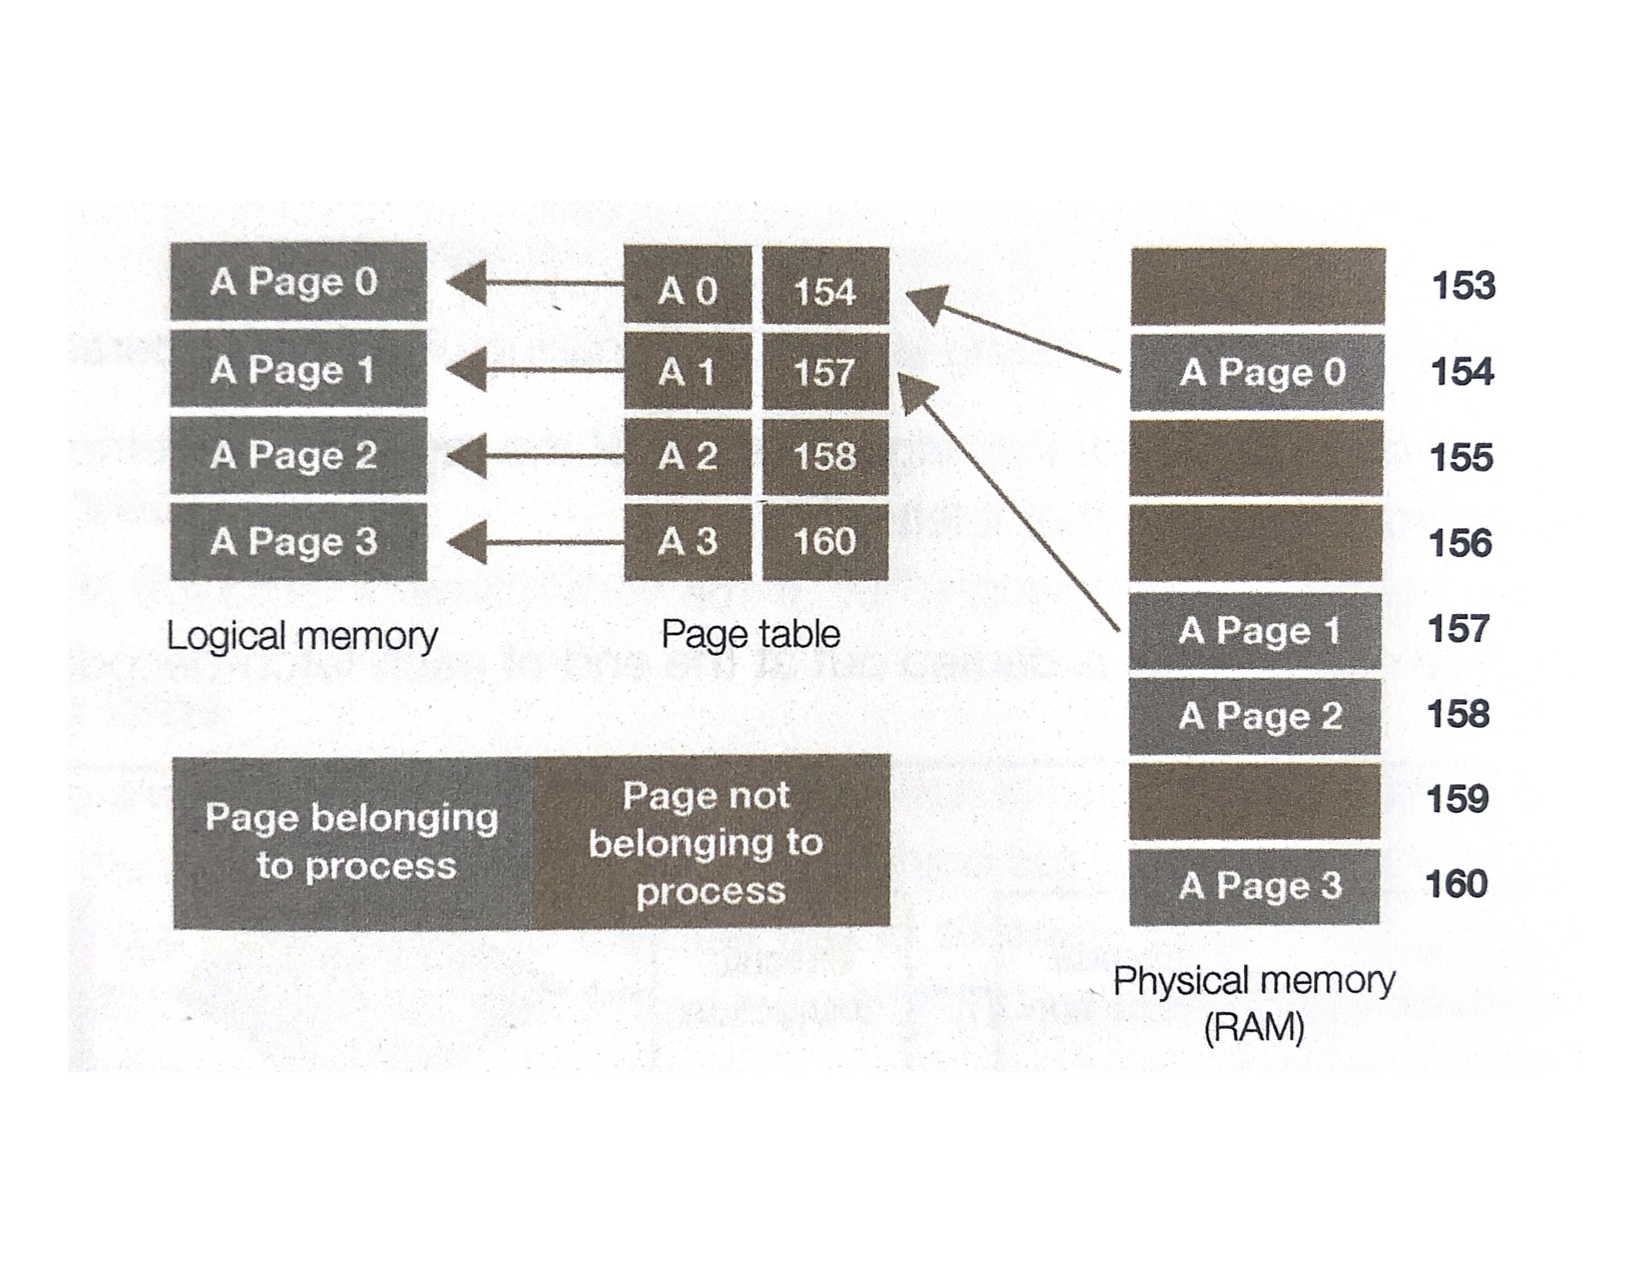 A Page 0
A Page 1
A Page 2
A Page 3
Logical memory
A 0 154
A 1 157
A 2 158
A 3 160
Page table
153
A Page 0 154
155
156
A Page 1 157
A Page 2 158
159
A Page 3 160
Physical memory
(RAM)
Page belonging
to process
Page not
belonging to
process